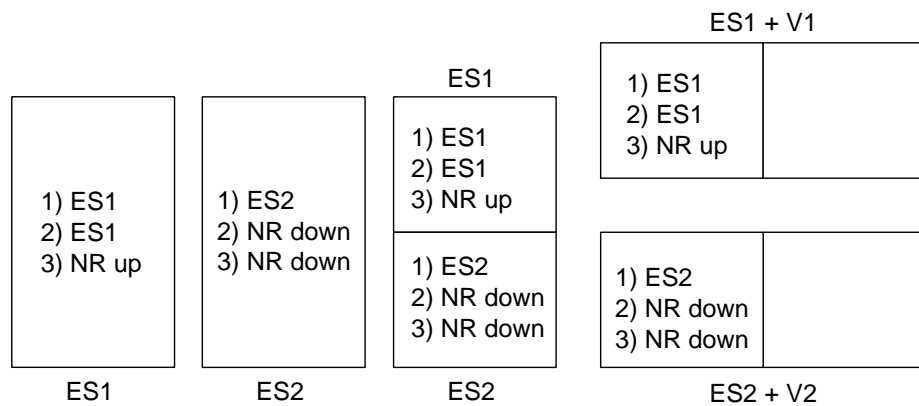 1) ES1
2) ES1
3) NR up
ES1
1) ES2
2) NR down
3) NR down
ES2
ES1
1) ES1
2) ES1
3) NR up
1) ES2
2) NR down
3) NR down
ES2
ES1 + V1
1) ES1
2) ES1
3) NR up
1) ES2
2) NR down
3) NR down
ES2 + V2